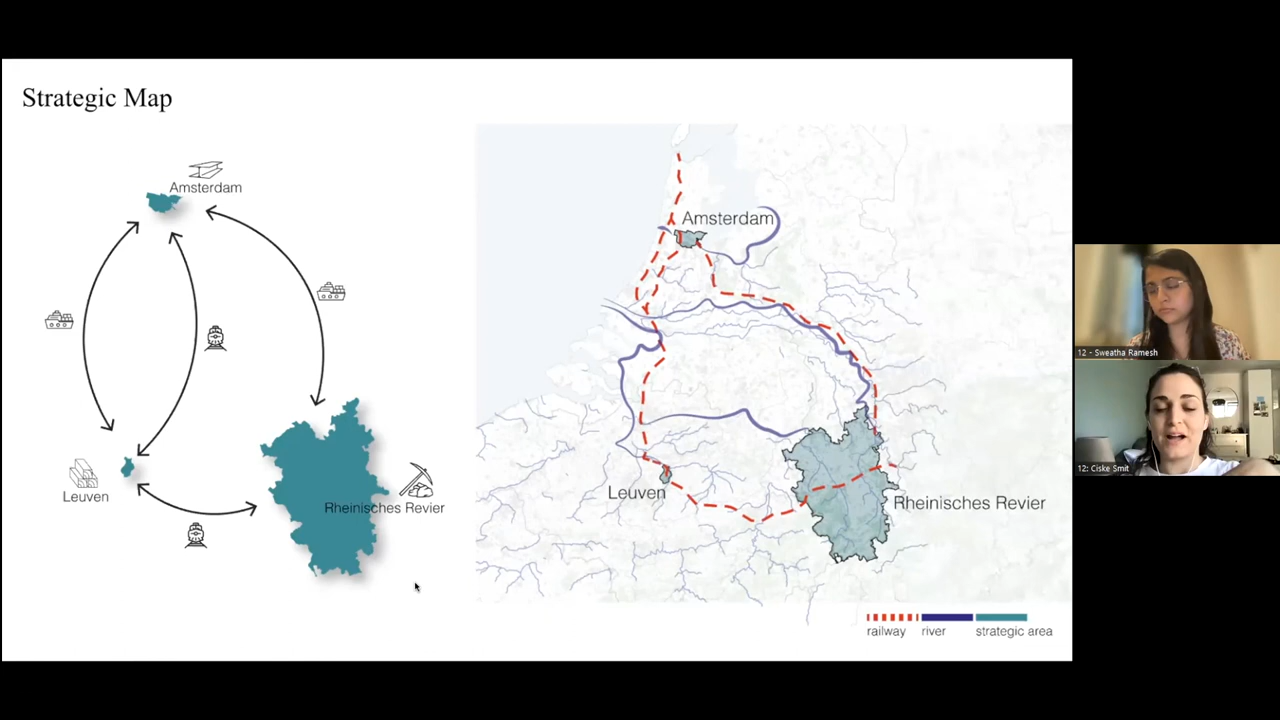 Strategic Map
Amsterdam
Leuven
Rheinisches Revier
Amsterdam
Leuven
Rheinisches Revier
railway
river
strategic area
12 - Sweatha Ramesh
12: Ciske Smit